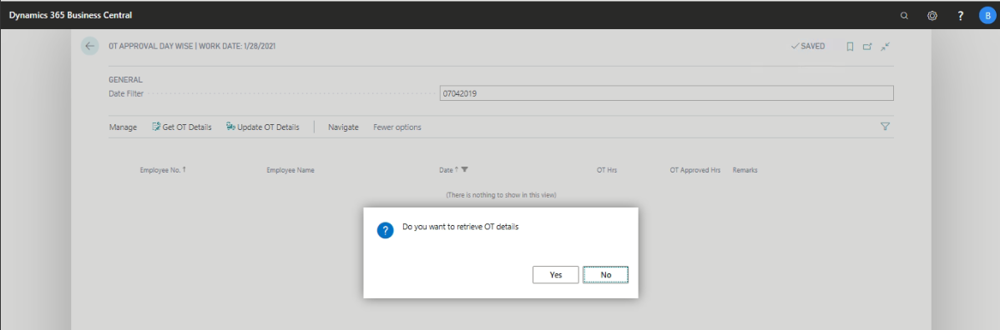 Dynamics 365 Business Central
?
B
OT APPROVAL DAY WISE | WORK DATE: 1/28/2021
✓ SAVED
GENERAL
Date Filter
07042019
Manage Get OT Details Update OT Details Navigate Fewer options
Employee No. ↑ Employee Name Date ↑ OT Hrs OT Approved Hrs Remarks
(There is nothing to show in this view)
? Do you want to retrieve OT details
Yes No